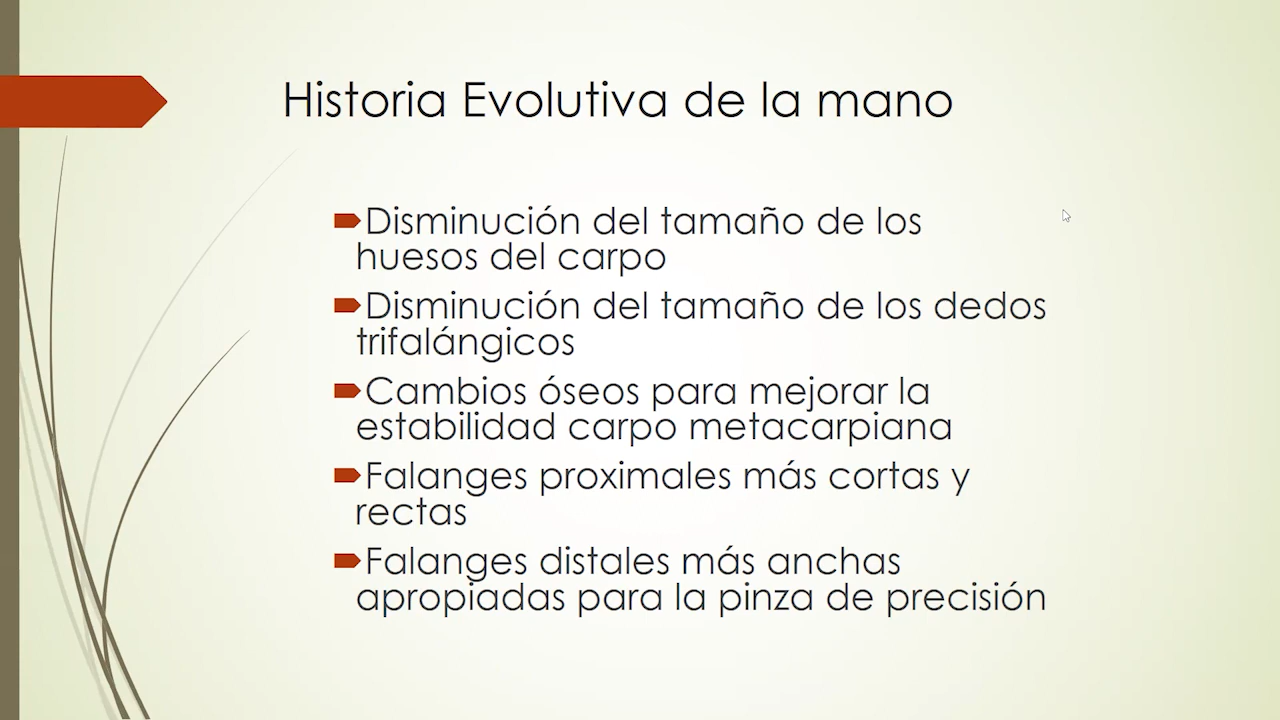 Historia Evolutiva de la mano
Disminución del tamaño de los
huesos del carpo
Disminución del tamaño de los dedos
trifalángicos
Cambios óseos para mejorar la
estabilidad carpo metacarpiana
Falanges proximales más cortas y
rectas
Falanges distales más anchas
apropiadas para la pinza de precisión